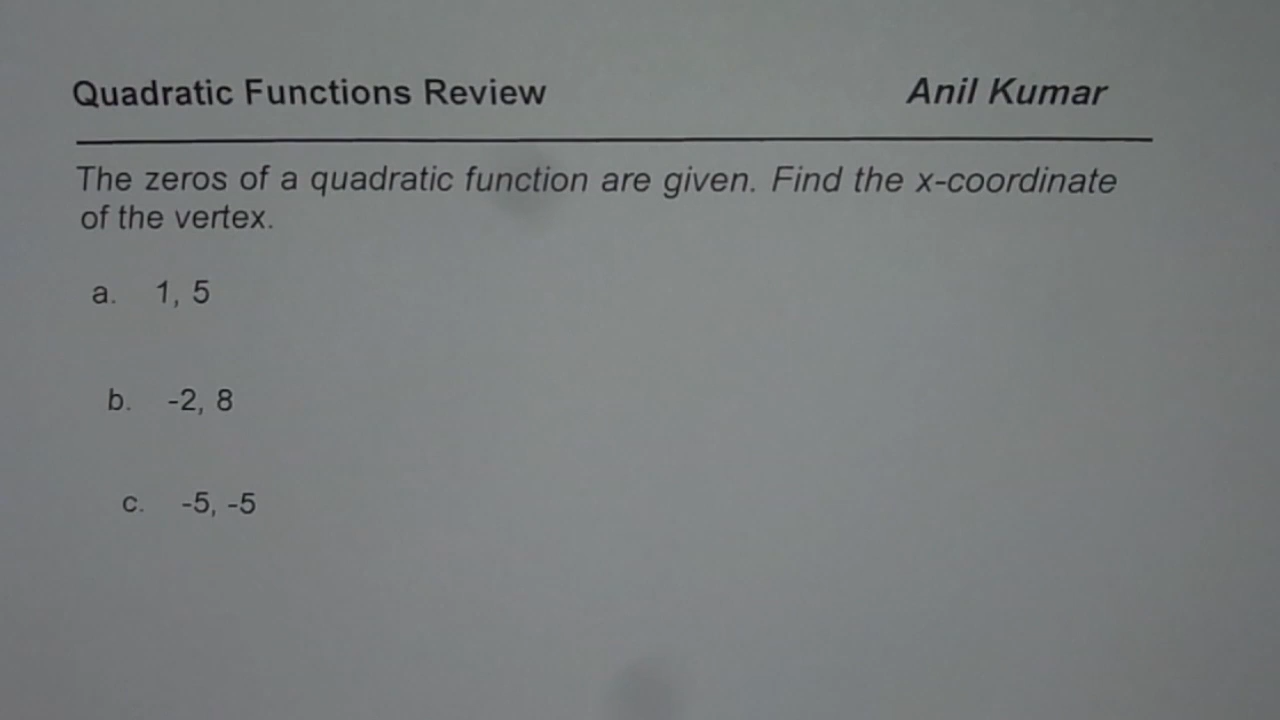 Quadratic Functions Review Anil Kumar
The zeros of a quadratic function are given. Find the x-coordinate
of the vertex.
a. 1, 5
b. -2, 8
c. -5, -5